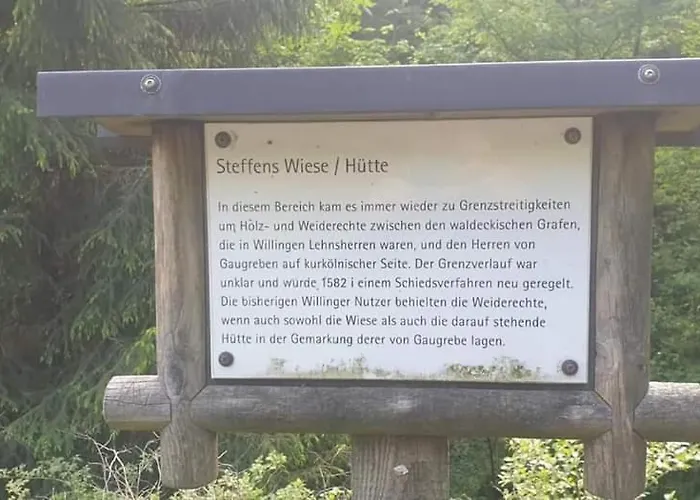 Steffens Wiese / Hütte
In diesem Bereich kam es immer wieder zu Grenzstreitigkeiten
um Holz- und Weiderechte zwischen den waldeckischen Grafen,
die in Willingen Lehnsherren waren, und den Herren von
Gaugreben auf kurkölnischer Seite. Der Grenzverlauf war
unklar und wurde 1582 i einem Schiedsverfahren neu geregelt.
Die bisherigen Willinger Nutzer behielten die Weiderechte,
wenn auch sowohl die Wiese als auch die darauf stehende
Hütte in der Gemarkung derer von Gaugrebe lagen.